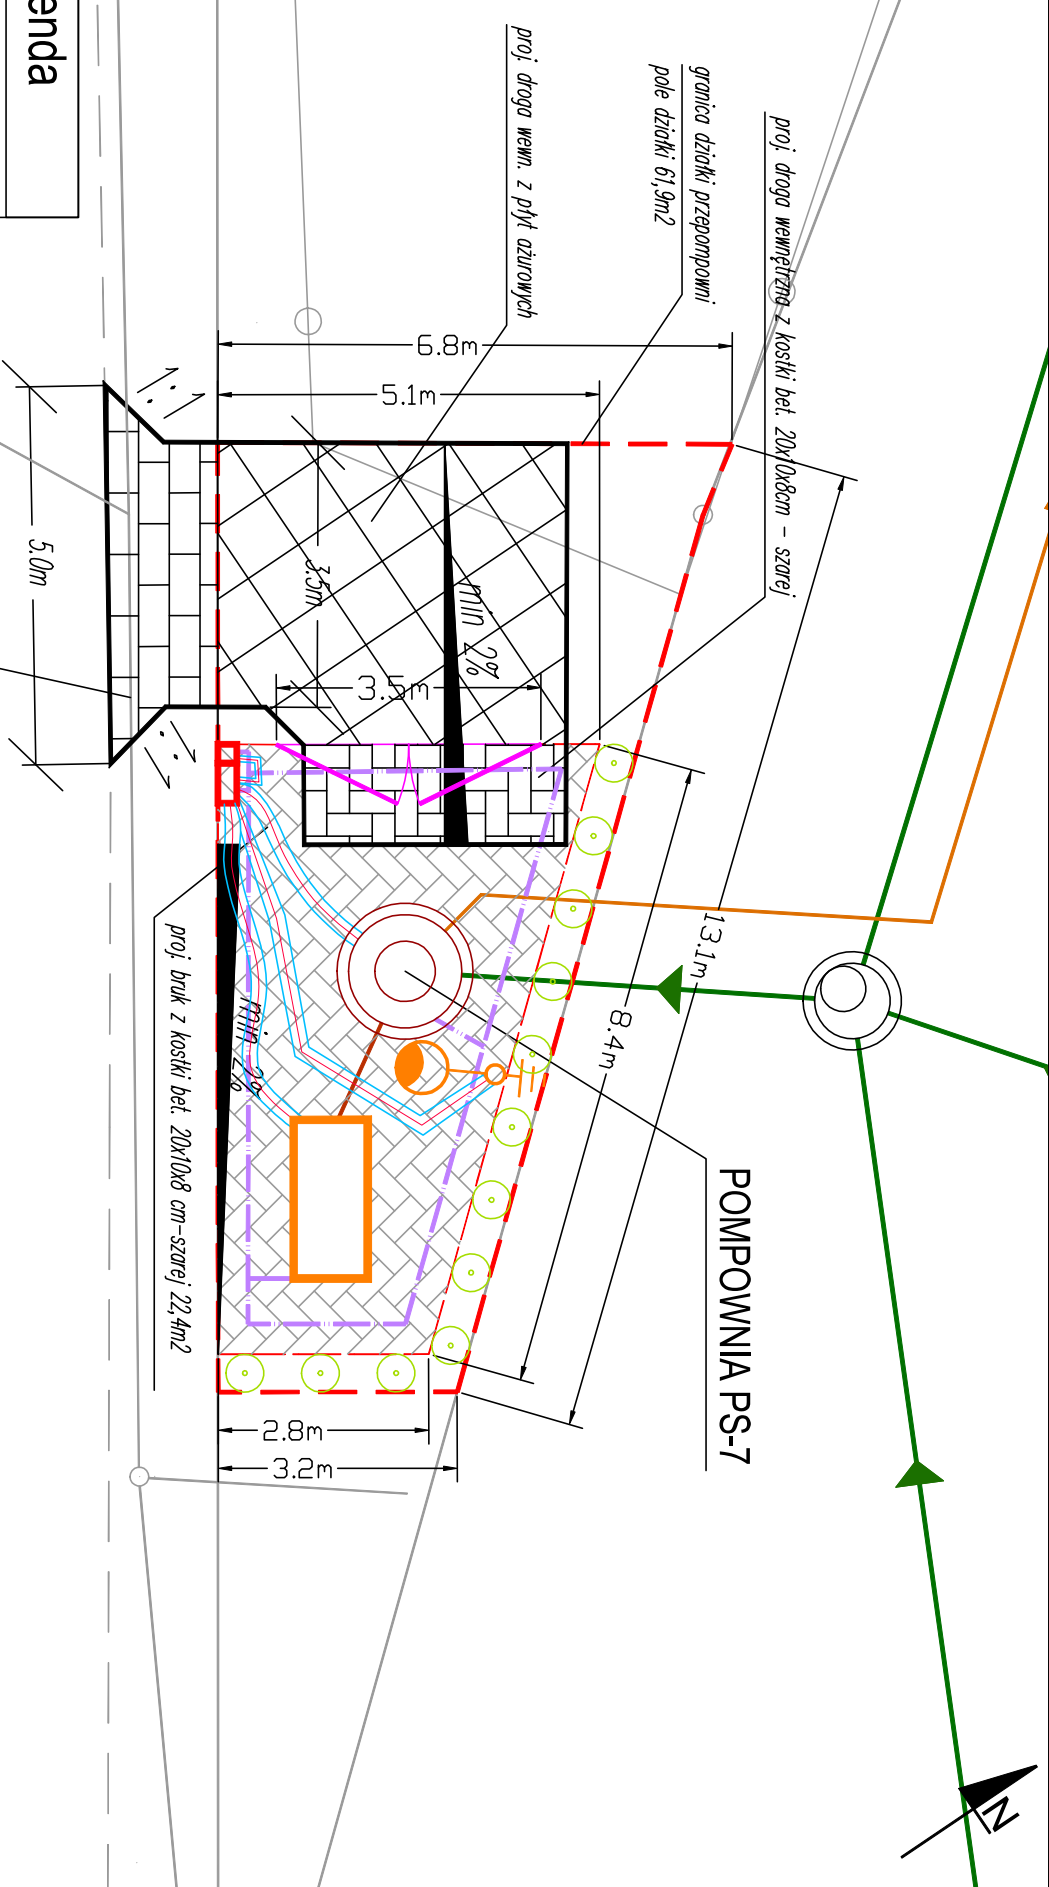 enda
proj. droga wewn. z płyt ażurowych
granica działki przepompowni
pole działki 61,9m2
proj. droga wewnętrzna z kostki bet. 20x10x8cm - szarej
6.8m
5.1m
5.0m
3.5m
min 2%
3.5m
13.1m
8.4m
min 2%
proj. bruk z kostki bet. 20x10x8 cm-szarej 22,4m2
POMPOWNIA PS-7
2.8m
3.2m
N